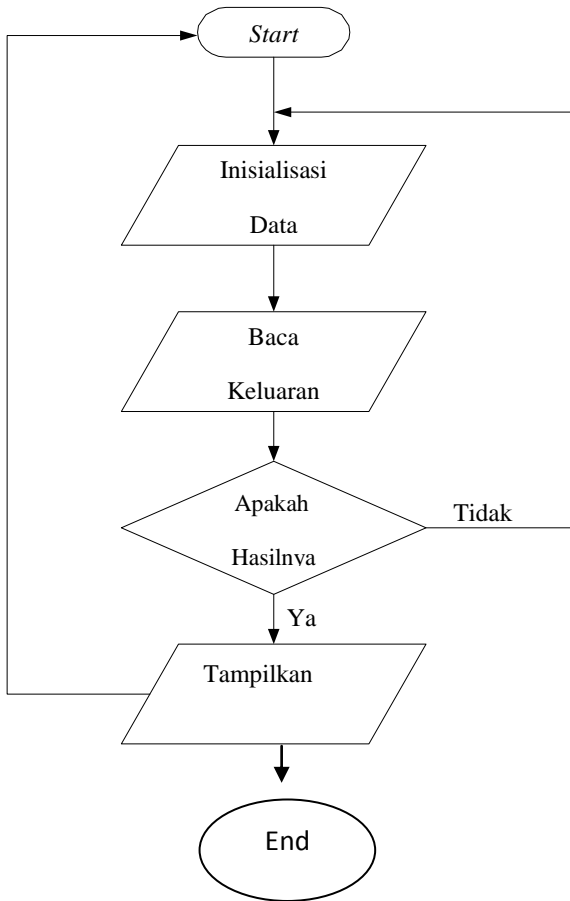 Start
Inisialisasi
Data
Baca
Keluaran
Apakah
Hasilnya
Tidak
Ya
Tampilkan
End